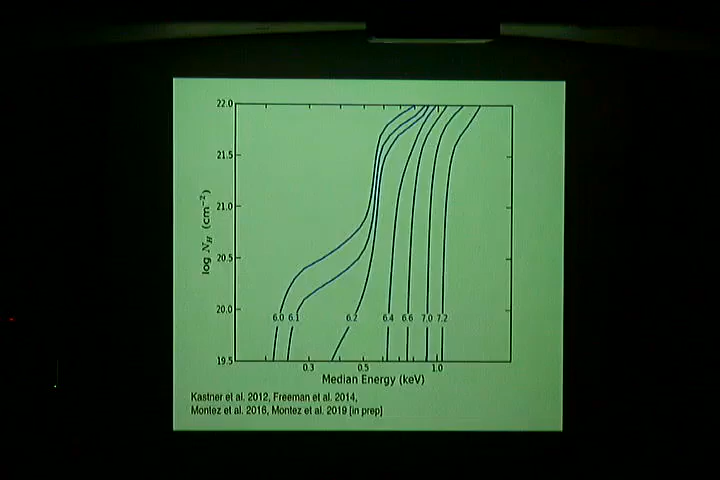 22.0
21.5
21.0
20.5
20.0
19.5
log N_H (cm^-2)
6.0 6.1 6.2 6.4 6.6 7.0 7.2
0.3 0.5 1.0
Median Energy (keV)
Kastner et al. 2012, Freeman et al. 2014,
Montez et al. 2016, Montez et al. 2019 [in prep]